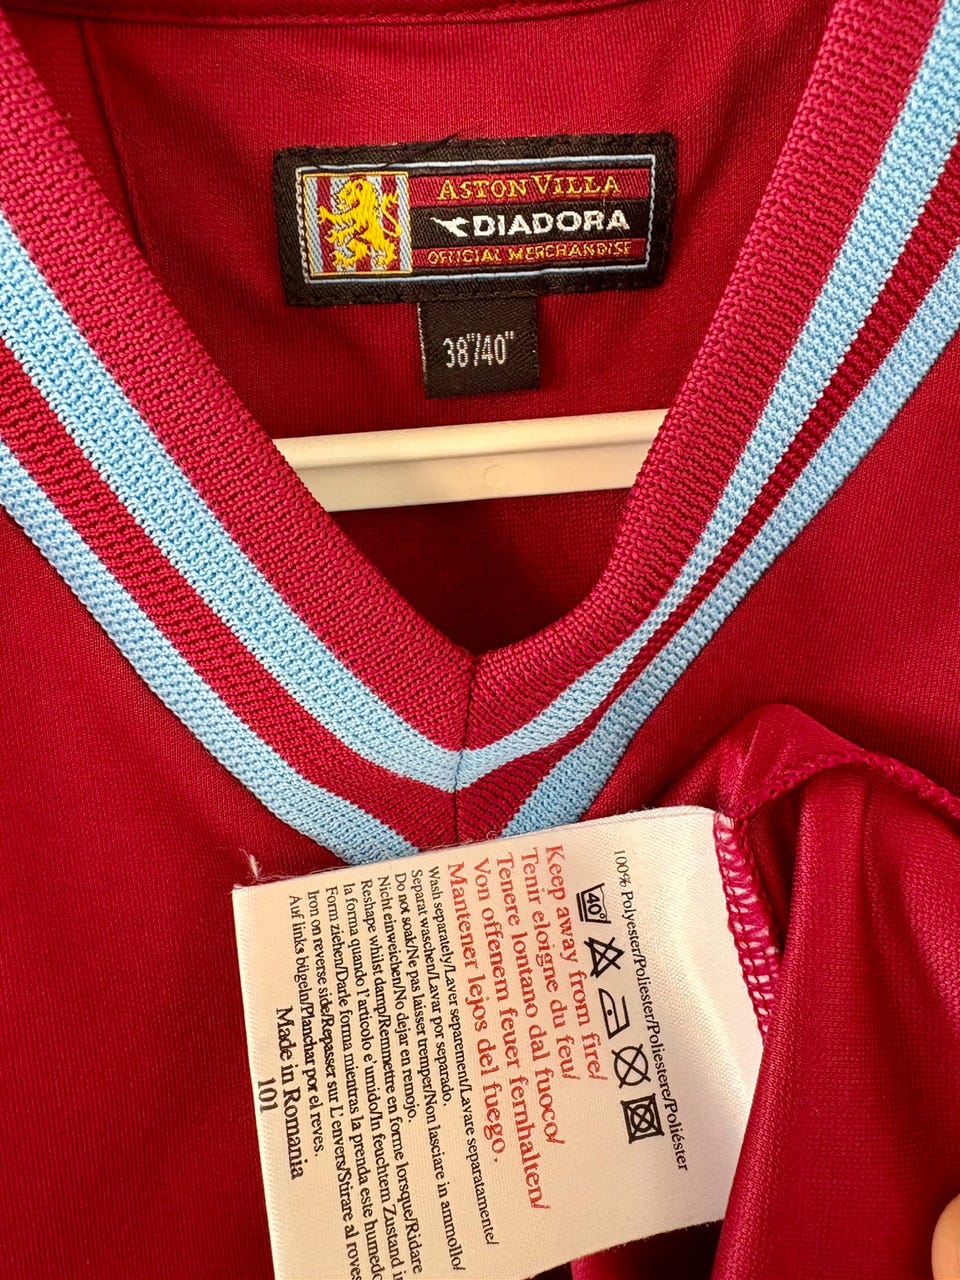 ASTON VILLA
DIADORA
OFFICIAL MERCHANDISE
38"/40"
100% Polyester/Poliester/Poliestere/Poliéster
40°
Keep away from fire/
Tenir eloigne du feu/
Tenere lontano dal fuoco/
Von offenem feuer fernhalten/
Mantener lejos del fuego.
Wash separately/Laver separement/Lavare separatamente/
Separat waschen/Lavar por separado.
Do not soak/Ne pas laisser tremper/Non lasciare in ammollo/
Nicht einweichen/No dejar en remojo.
Reshape whilst damp/Remmettre en forme lorsque/Ridare
la forma quando l'articolo e'umido/In feuchtem Zustand in
Form ziehen/Darle forma mientras la prenda este humedo
Iron on reverse side/Repasser sur L'envers/Stirare al roves
Auf links bügeln/Planchar por el reves.
Made in Romania
101